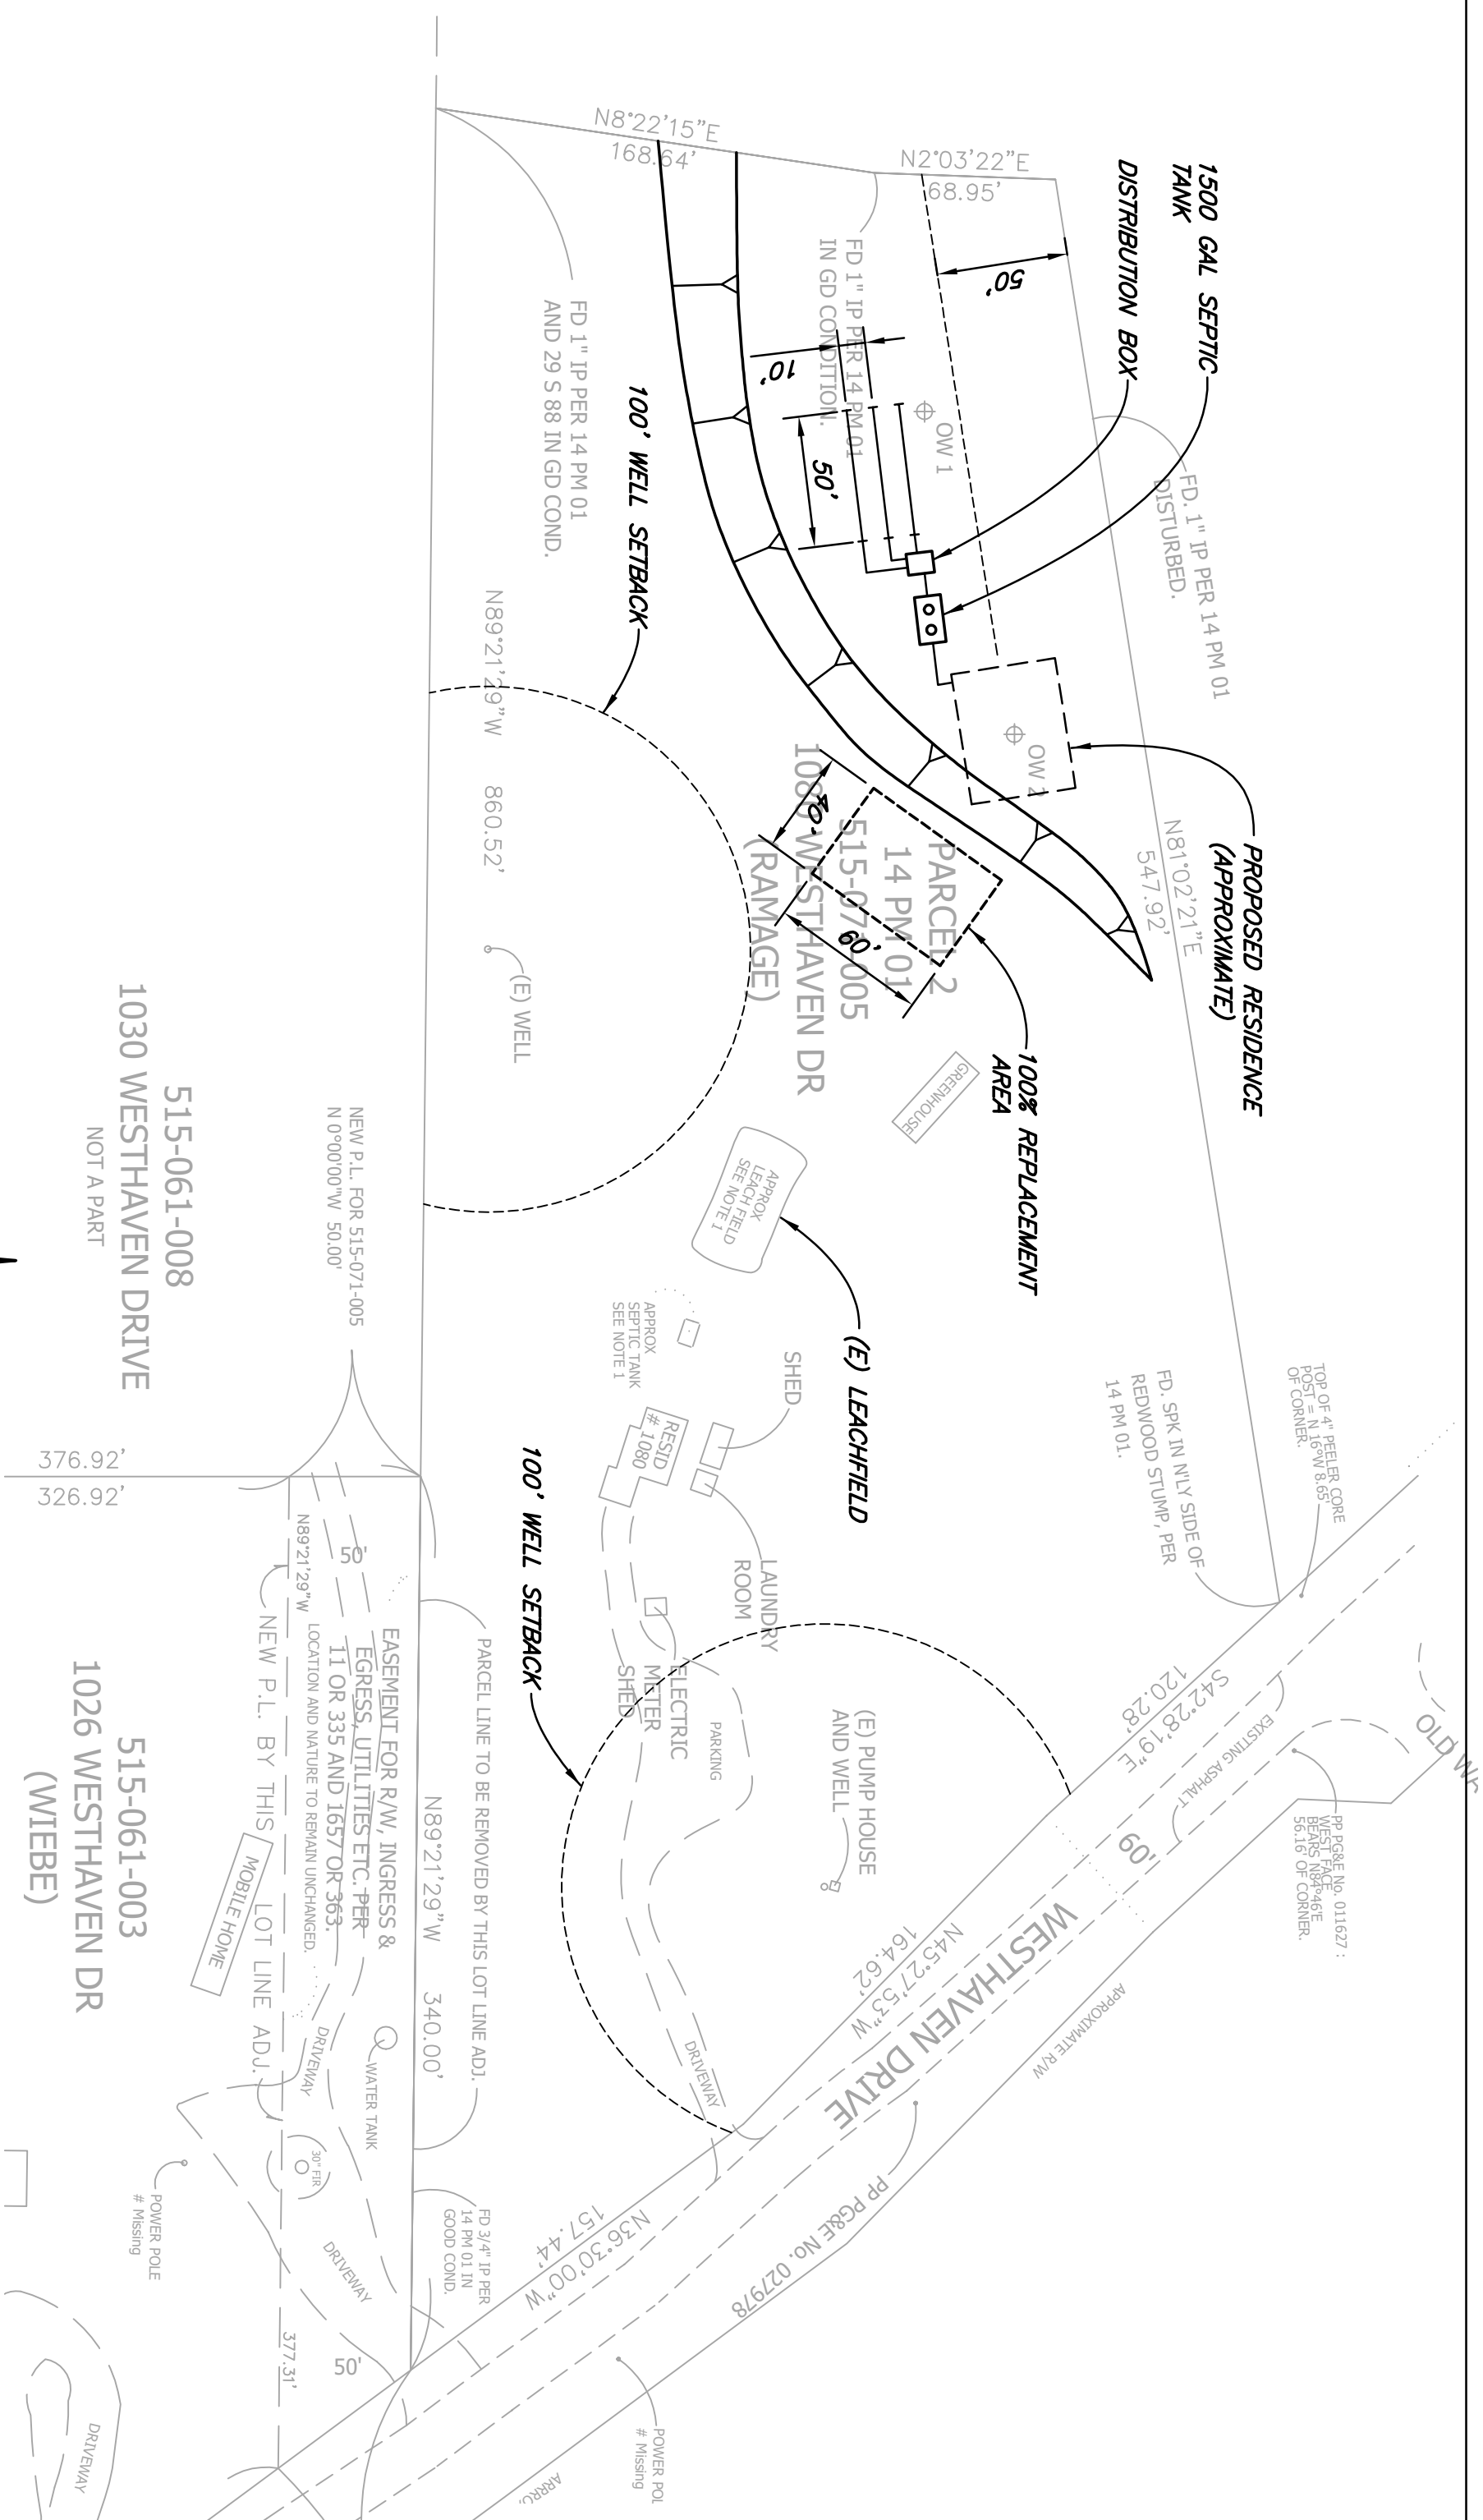 N8°22'15"E
168.64'
N2°03'22"E
68.95'
1500 GAL SEPTIC
TANK
DISTRIBUTION BOX
50'
FD 1" IP PER 14 PM 01
IN GD CONDITION.
10'
OW 1
50'
FD 1" IP PER 14 PM 01
AND 29 S 88 IN GD COND.
100' WELL SETBACK
FD. 1" IP PER 14 PM 01
DISTURBED.
N89°21'29"W 860.52'
OW 2
N81°02'21"E
547.92'
PROPOSED RESIDENCE
(APPROXIMATE)
40'
60'
PARCEL 2
14 PM 01
515-071-005
1080 WESTHAVEN DR
(RAMAGE)
(E) WELL
100% REPLACEMENT
AREA
GREENHOUSE
APPROX
LEACH FIELD
SEE NOTE 1
(E) LEACHFIELD
515-061-008
1030 WESTHAVEN DRIVE
NOT A PART
NEW P.L. FOR 515-071-005
N 0°00'00"W 50.00'
APPROX
SEPTIC TANK
SEE NOTE 1
SHED
RESID
# 1080
TOP OF 4" PEELER CORE
POST = N 16°W 8.65'
OF CORNER.
FD. SPK IN N'LY SIDE OF
REDWOOD STUMP, PER
14 PM 01.
376.92'
326.92'
100' WELL SETBACK
LAUNDRY
ROOM
ELECTRIC
METER
SHED
PARKING
(E) PUMP HOUSE
AND WELL
S42°28'19"E
120.28'
EXISTING ASPHALT
60'
PP PG&E No. 011627 :
WEST FACE
BEARS N84°46'E
56.16' OF CORNER.
N89°21'29"W
50'
NEW P.L. BY THIS LOT LINE ADJ.
LOCATION AND NATURE TO REMAIN UNCHANGED.
EASEMENT FOR R/W, INGRESS &
EGRESS, UTILITIES ETC. PER
11 OR 335 AND 1657 OR 363.
PARCEL LINE TO BE REMOVED BY THIS LOT LINE ADJ.
N89°21'29"W 340.00'
515-061-003
1026 WESTHAVEN DR
(WIEBE)
MOBILE HOME
N45°27'53"W
164.62'
WESTHAVEN DRIVE
APPROXIMATE R/W
DRIVEWAY
DRIVEWAY
WATER TANK
30" FIR
POWER POLE
# Missing
DRIVEWAY
FD 3/4" IP PER
14 PM 01 IN
GOOD COND.
N36°30'00"W
157.44'
PP PG&E No. 027978
377.31'
50'
DRIVEWAY
POWER POL
# Missing